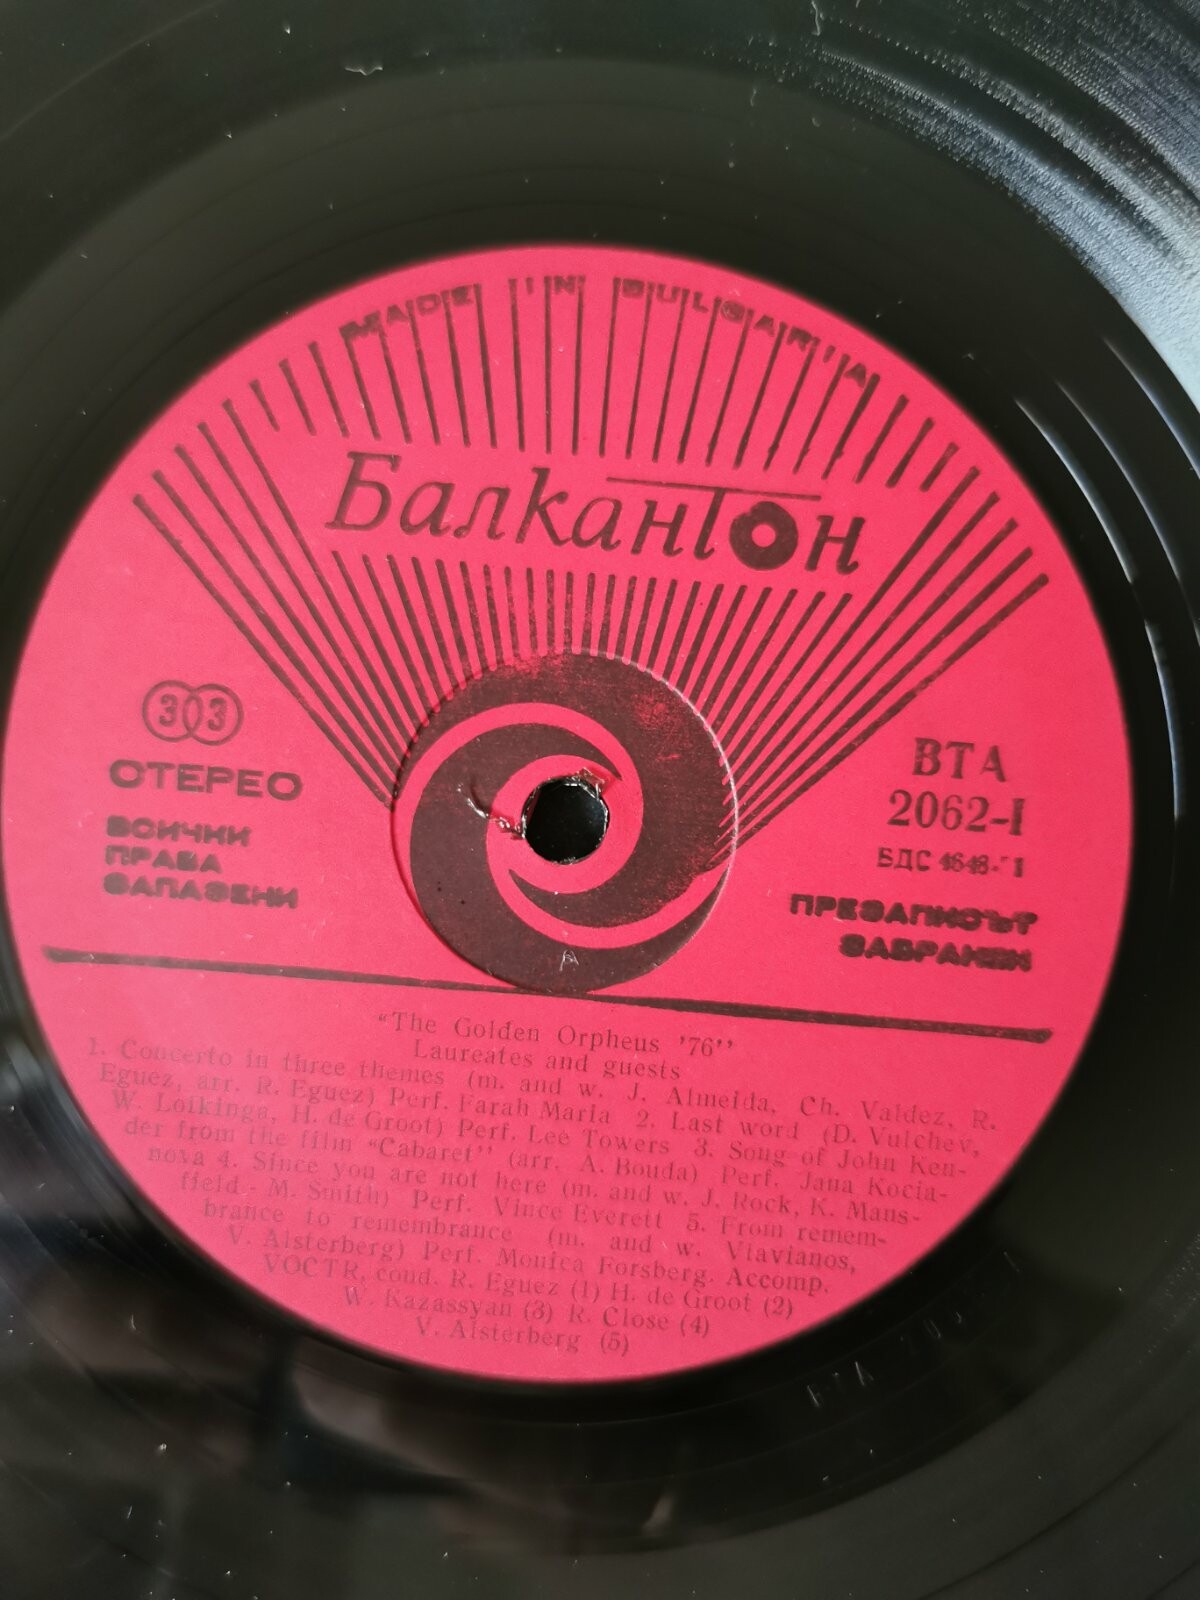 MADE IN BULGARIA
Балкантон
33
СТЕРЕО
ВСИЧКИ
ПРАВА
ЗАПАЗЕНИ
ВТА
2062-I
БДС
ПРЕЗАПИСЪТ
ЗАБРАНЕН
A
“The Golden Orpheus ’76”
Laureates and guests
1. Concerto in three themes (m. and w. J. Almeida, Ch. Valdez, R.
Eguez, arr. R. Eguez) Perf. Farah Maria 2. Last word (D. Vulchev,
W. Loikinga, H. de Groot) Perf. Lee Towers 3. Song of John Ken-
der from the film “Cabaret” (arr. A. Bouda) Perf. Jana Kocia-
nova 4. Since you are not here (m. and w. J. Rock, K. Mans-
field - M. Smith) Perf. Vince Everett 5. From remem-
brance to remembrance (m. and w. Viavianos,
V. Alsterberg) Perf. Monica Forsberg. Accomp.
VOCTR, cond. R. Eguez (1) H. de Groot (2)
W. Kazassyan (3) R. Close (4)
V. Alsterberg (5)